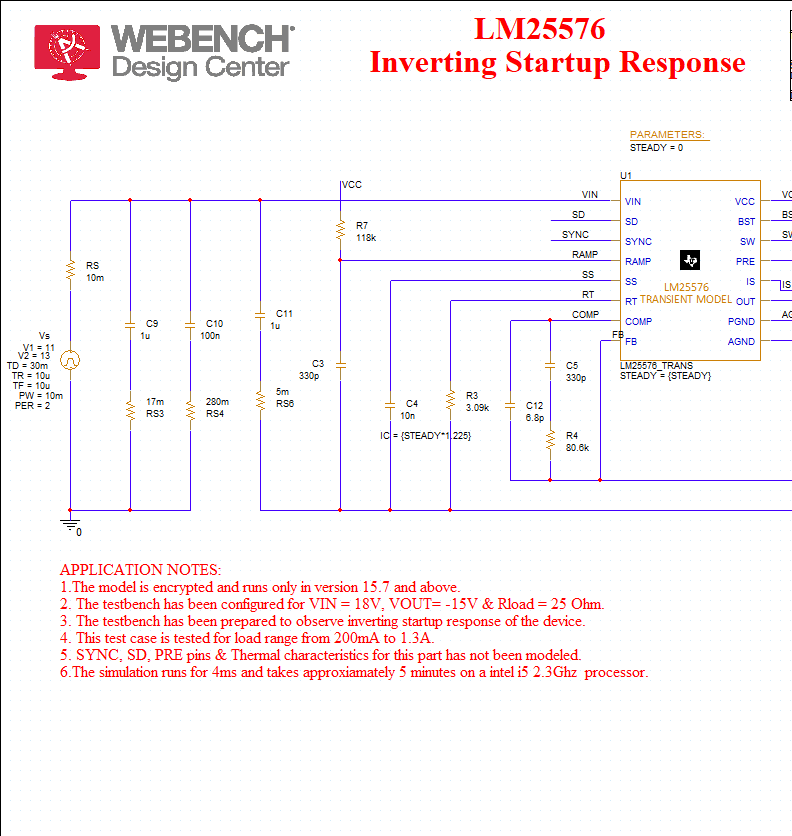 WEBENCH®
Design Center
LM25576
Inverting Startup Response
PARAMETERS:
STEADY = 0
U1
VCC
VIN
VIN
VCC
VC
R7
118k
SD
SD
BST
BS
SYNC
SYNC
SW
SW
RAMP
RAMP
PRE
RS
10m
SS
SS
IS
IS
LM25576
TRANSIENT MODEL
RT
RT
OUT
C9
1u
C10
100n
C11
1u
COMP
COMP
PGND
AG
FB
FB
AGND
Vs
V1 = 11
V2 = 13
TD = 30m
TR = 10u
TF = 10u
PW = 10m
PER = 2
C3
330p
C5
330p
LM25576_TRANS
STEADY = {STEADY}
17m
RS3
280m
RS4
5m
RS6
C4
10n
R3
3.09k
C12
6.8p
IC = {STEADY*1.225}
R4
80.6k
0
APPLICATION NOTES:
1.The model is encrypted and runs only in version 15.7 and above.
2. The testbench has been configured for VIN = 18V, VOUT= -15V & Rload = 25 Ohm.
3. The testbench has been prepared to observe inverting startup response of the device.
4. This test case is tested for load range from 200mA to 1.3A.
5. SYNC, SD, PRE pins & Thermal characteristics for this part has not been modeled.
6.The simulation runs for 4ms and takes approxiamately 5 minutes on a intel i5 2.3Ghz  processor.